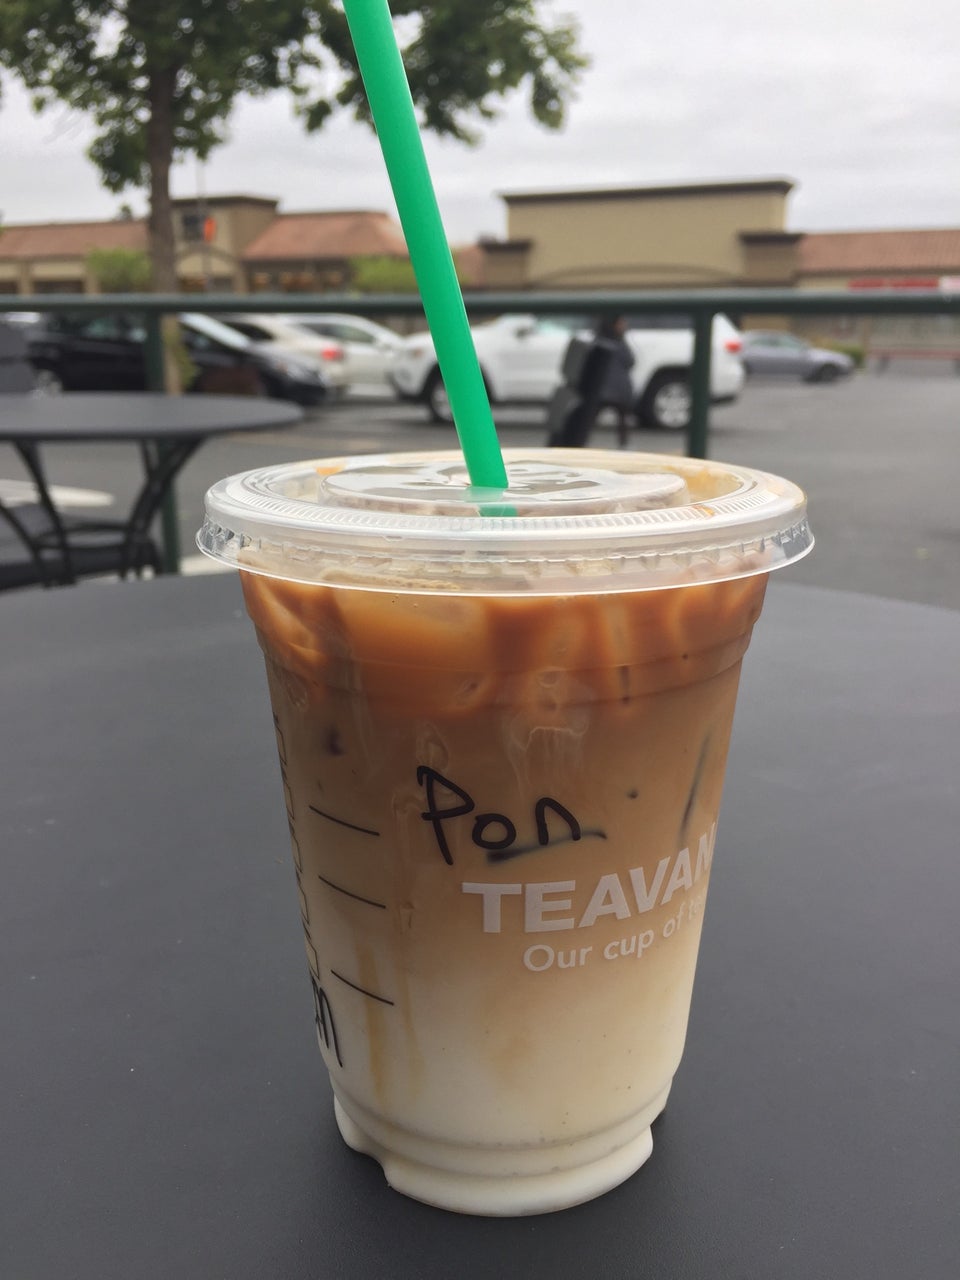 Pon
TEAVAN
Our cup of